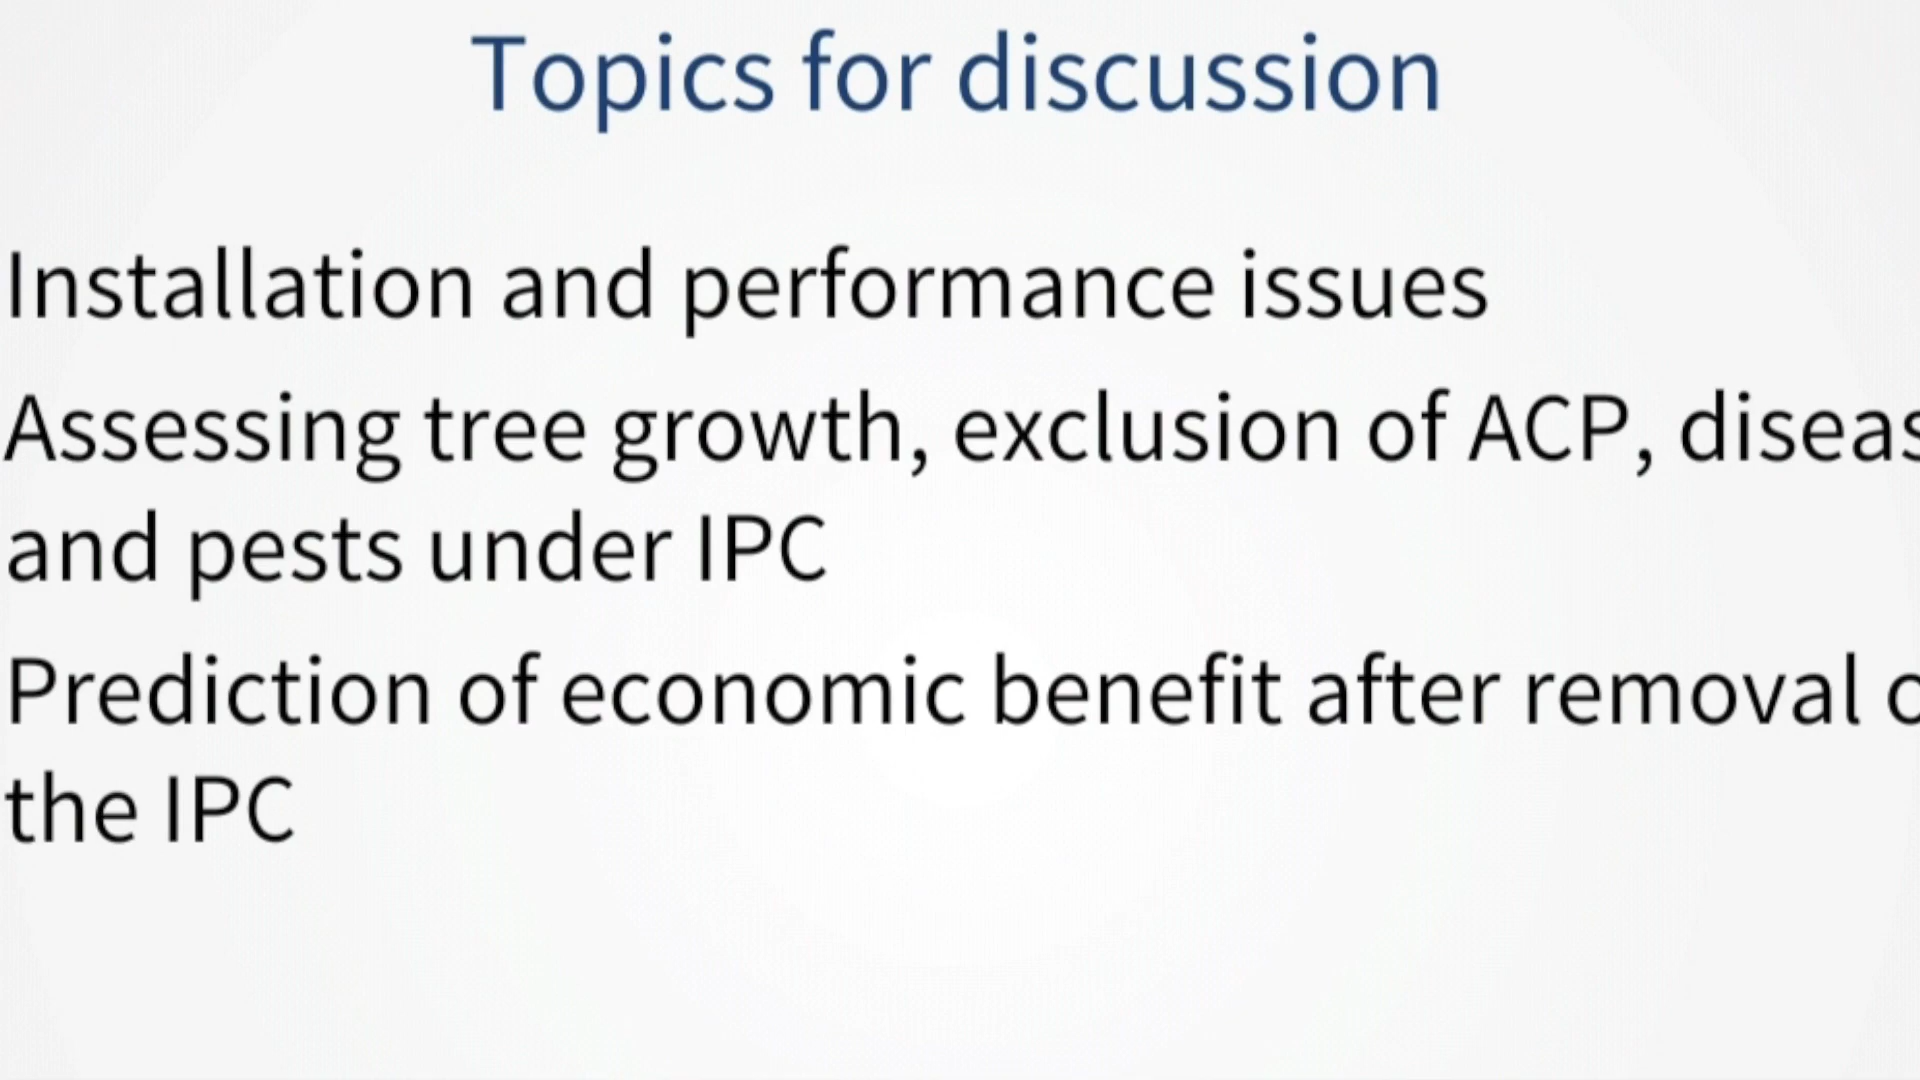 Topics for discussion
Installation and performance issues
Assessing tree growth, exclusion of ACP, diseas
and pests under IPC
Prediction of economic benefit after removal o
the IPC